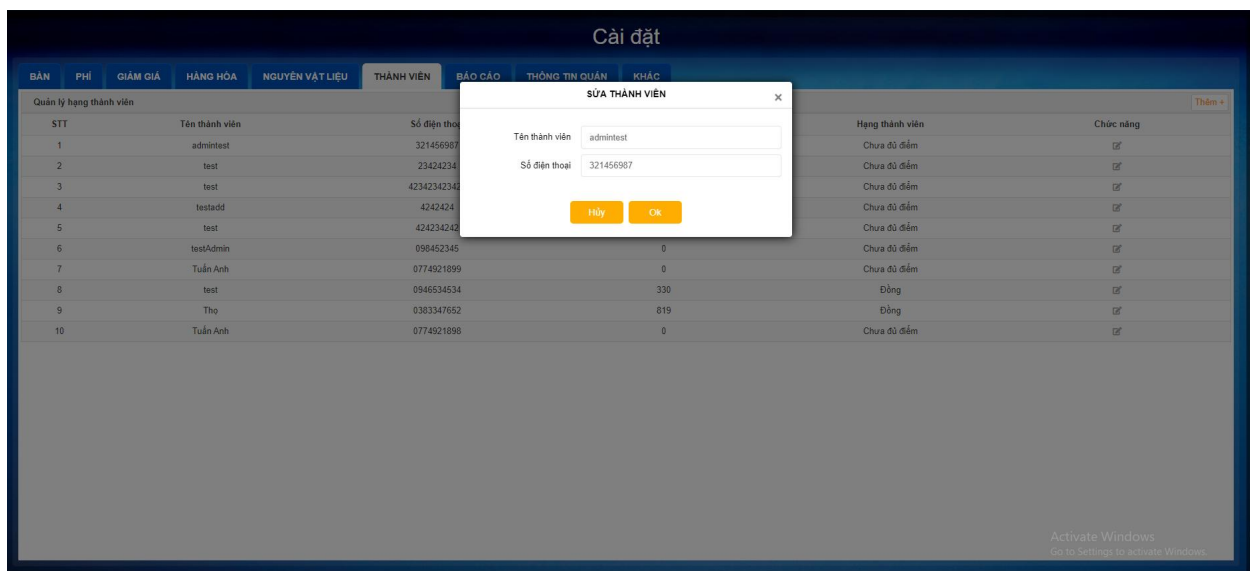 Cài đặt
BÀN PHÍ GIẢM GIÁ HÀNG HÓA NGUYÊN VẬT LIỆU THÀNH VIÊN BÁO CÁO THÔNG TIN QUÁN KHÁC
SỬA THÀNH VIÊN ×
Quản lý hạng thành viên Thêm +
STT Tên thành viên Số điện thoạ Hạng thành viên Chức năng
Tên thành viên admintest
Số điện thoại 321456987
Hủy Ok
1 admintest 321456987 Chưa đủ điểm
2 test 23424234 Chưa đủ điểm
3 test 42342342342 Chưa đủ điểm
4 testadd 4242424 Chưa đủ điểm
5 test 424234242 Chưa đủ điểm
6 testAdmin 098452345 0 Chưa đủ điểm
7 Tuấn Anh 0774921899 0 Chưa đủ điểm
8 test 0946534534 330 Đồng
9 Thọ 0383347652 819 Đồng
10 Tuấn Anh 0774921898 0 Chưa đủ điểm
Activate Windows
Go to Settings to activate Windows.